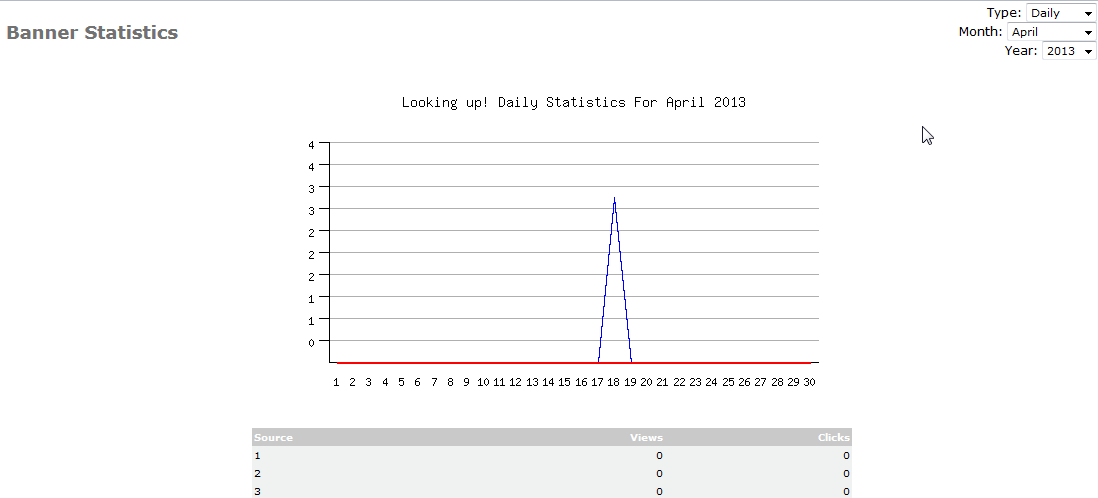 Type: Daily
Banner Statistics
Month: April
Year: 2013
Looking up! Daily Statistics For April 2013
4
4
3
3
2
2
2
1
1
0
1 2 3 4 5 6 7 8 9 10 11 12 13 14 15 16 17 18 19 20 21 22 23 24 25 26 27 28 29 30
Source Views Clicks
1 0 0
2 0 0
3 0 0